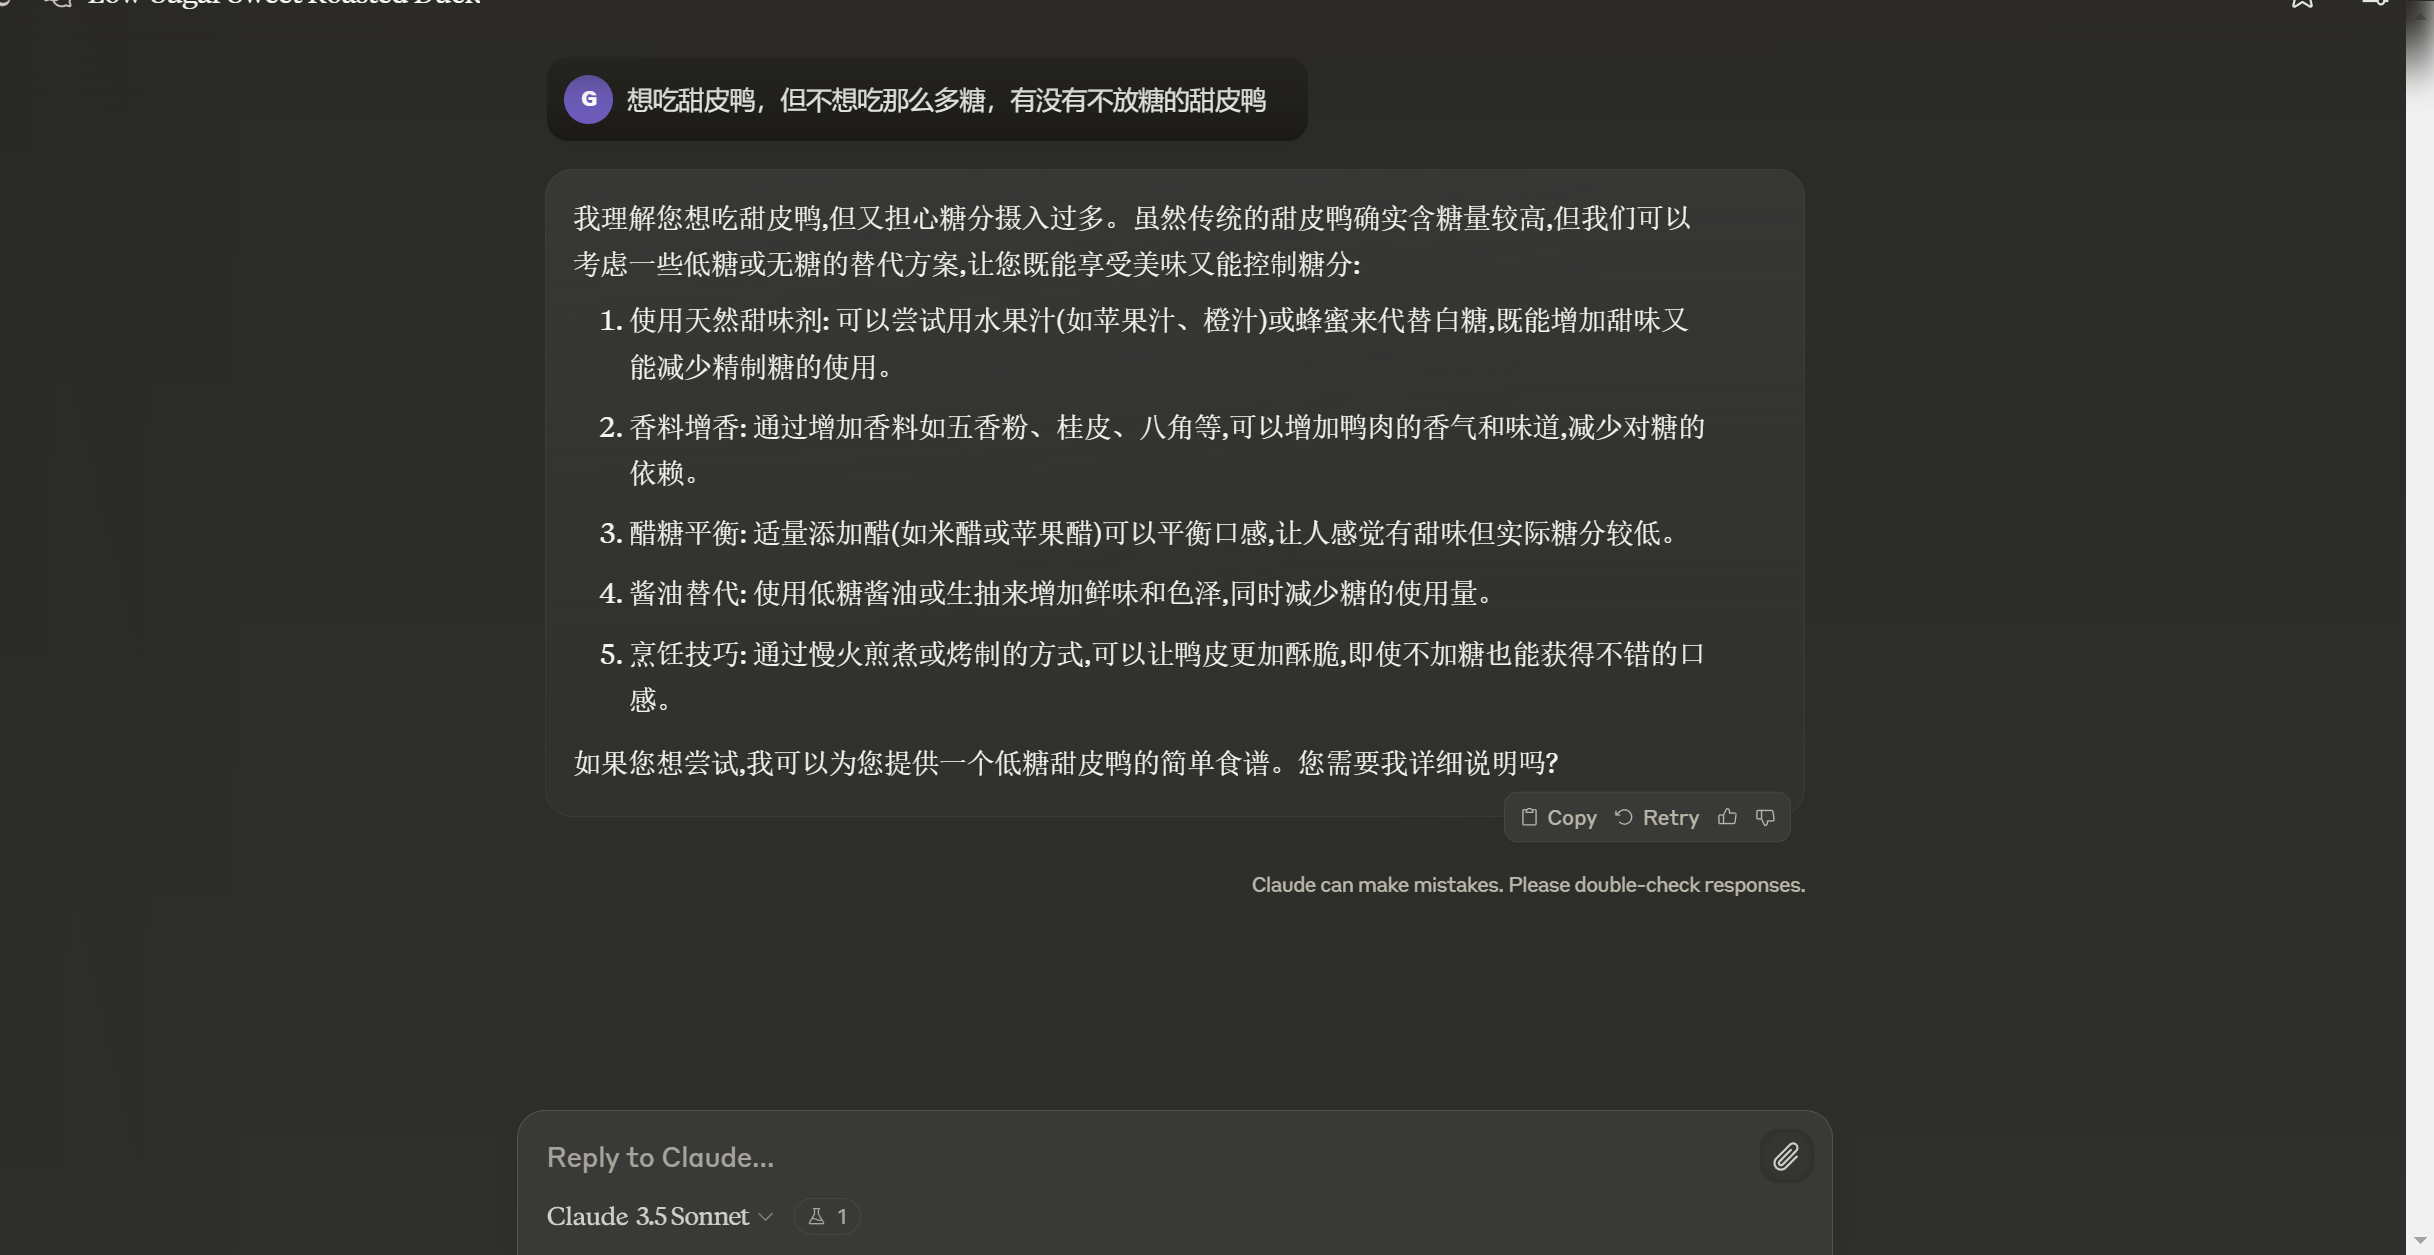 Low Sugar Sweet Roasted Duck
G 想吃甜皮鸭，但不想吃那么多糖，有没有不放糖的甜皮鸭
我理解您想吃甜皮鸭,但又担心糖分摄入过多。虽然传统的甜皮鸭确实含糖量较高,但我们可以
考虑一些低糖或无糖的替代方案,让您既能享受美味又能控制糖分:
1. 使用天然甜味剂: 可以尝试用水果汁(如苹果汁、橙汁)或蜂蜜来代替白糖,既能增加甜味又
能减少精制糖的使用。
2. 香料增香: 通过增加香料如五香粉、桂皮、八角等,可以增加鸭肉的香气和味道,减少对糖的
依赖。
3. 醋糖平衡: 适量添加醋(如米醋或苹果醋)可以平衡口感,让人感觉有甜味但实际糖分较低。
4. 酱油替代: 使用低糖酱油或生抽来增加鲜味和色泽,同时减少糖的使用量。
5. 烹饪技巧: 通过慢火煎煮或烤制的方式,可以让鸭皮更加酥脆,即使不加糖也能获得不错的口
感。
如果您想尝试,我可以为您提供一个低糖甜皮鸭的简单食谱。您需要我详细说明吗?
Copy Retry
Claude can make mistakes. Please double-check responses.
Reply to Claude...
Claude 3.5 Sonnet 1